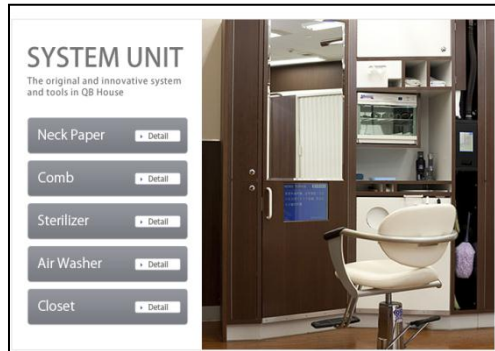 SYSTEM UNIT
The original and innovative system
and tools in QB House
Neck Paper
Detail
Comb
Detail
Sterilizer
Detail
Air Washer
Detail
Closet
Detail